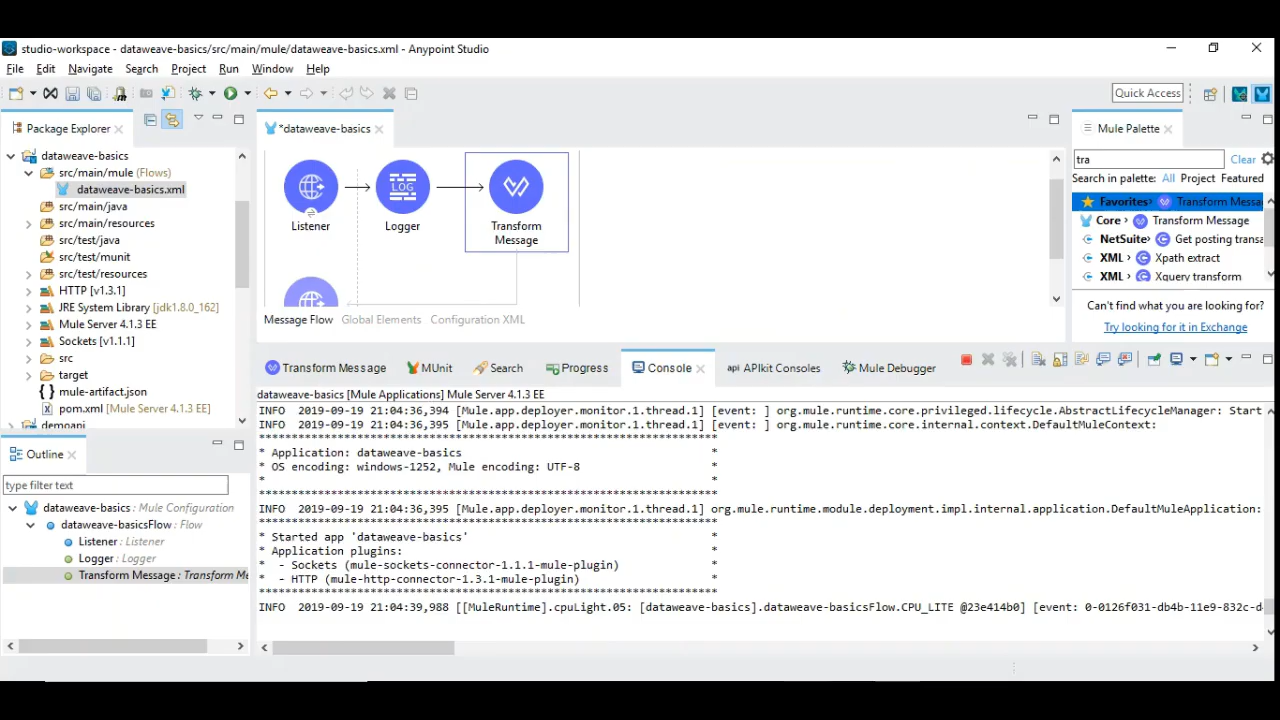 studio-workspace - dataweave-basics/src/main/mule/dataweave-basics.xml - Anypoint Studio
File Edit Navigate Search Project Run Window Help
Quick Access
Package Explorer
dataweave-basics
src/main/mule (Flows)
dataweave-basics.xml
src/main/java
src/main/resources
src/test/java
src/test/munit
src/test/resources
HTTP [v1.3.1]
JRE System Library [jdk1.8.0_162]
Mule Server 4.1.3 EE
Sockets [v1.1.1]
src
target
mule-artifact.json
pom.xml [Mule Server 4.1.3 EE]
demoapi
Outline
type filter text
dataweave-basics : Mule Configuration
dataweave-basicsFlow : Flow
Listener : Listener
Logger : Logger
Transform Message : Transform Me
*dataweave-basics
LOG
Listener
Logger
Transform
Message
Message Flow Global Elements Configuration XML
Mule Palette
tra
Clear
Search in palette: All Project Featured
Favorites> Transform Messa
Core> Transform Message
NetSuite> Get posting transa
XML> Xpath extract
XML> Xquery transform
Can't find what you are looking for?
Try looking for it in Exchange
Transform Message MUnit Search Progress Console api APIkit Consoles Mule Debugger
dataweave-basics [Mule Applications] Mule Server 4.1.3 EE
INFO 2019-09-19 21:04:36,394 [Mule.app.deployer.monitor.1.thread.1] [event: ] org.mule.runtime.core.privileged.lifecycle.AbstractLifecycleManager: Start
INFO 2019-09-19 21:04:36,395 [Mule.app.deployer.monitor.1.thread.1] [event: ] org.mule.runtime.core.internal.context.DefaultMuleContext:
**********************************************************************
* Application: dataweave-basics *
* OS encoding: windows-1252, Mule encoding: UTF-8 *
* *
**********************************************************************
INFO 2019-09-19 21:04:36,395 [Mule.app.deployer.monitor.1.thread.1] org.mule.runtime.module.deployment.impl.internal.application.DefaultMuleApplication:
**********************************************************************
* Started app 'dataweave-basics' *
* Application plugins: *
* - Sockets (mule-sockets-connector-1.1.1-mule-plugin) *
* - HTTP (mule-http-connector-1.3.1-mule-plugin) *
**********************************************************************
INFO 2019-09-19 21:04:39,988 [[MuleRuntime].cpuLight.05: [dataweave-basics].dataweave-basicsFlow.CPU_LITE @23e414b0] [event: 0-0126f031-db4b-11e9-832c-d